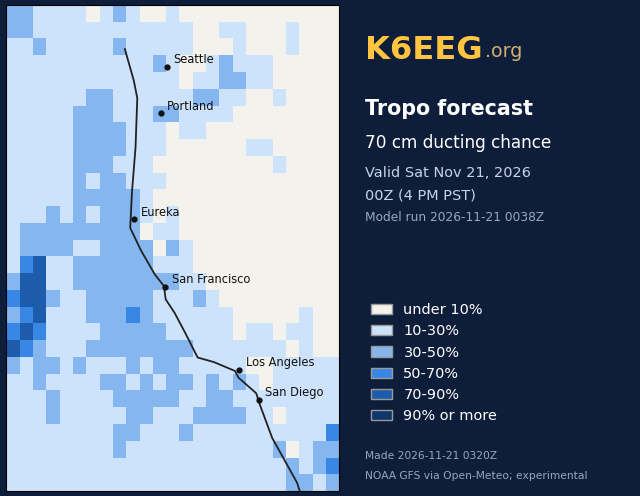 K6EEG.org
Tropo forecast
70 cm ducting chance
Valid Sat Nov 21, 2026
00Z (4 PM PST)
Model run 2026-11-21 0038Z
Seattle
Portland
Eureka
San Francisco
Los Angeles
San Diego
under 10%
10-30%
30-50%
50-70%
70-90%
90% or more
Made 2026-11-21 0320Z
NOAA GFS via Open-Meteo; experimental